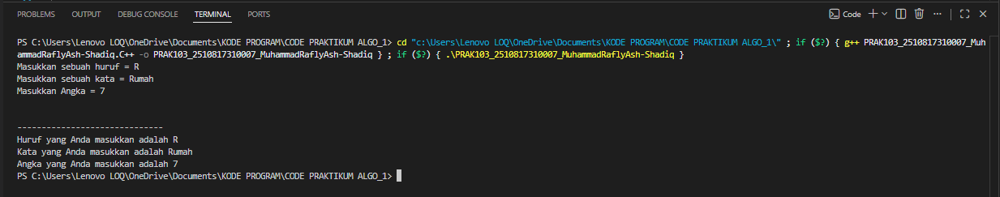 PROBLEMS OUTPUT DEBUG CONSOLE TERMINAL PORTS Code
PS C:\Users\Lenovo LOQ\OneDrive\Documents\KODE PROGRAM\CODE PRAKTIKUM ALGO_1> cd "c:\Users\Lenovo LOQ\OneDrive\Documents\KODE PROGRAM\CODE PRAKTIKUM ALGO_1\" ; if ($?) { g++ PRAK103_2510817310007_Muh
ammadRaflyAsh-Shadiq.C++ -o PRAK103_2510817310007_MuhammadRaflyAsh-Shadiq } ; if ($?) { .\PRAK103_2510817310007_MuhammadRaflyAsh-Shadiq }
Masukkan sebuah huruf = R
Masukkan sebuah kata = Rumah
Masukkan Angka = 7
------------------------------
Huruf yang Anda masukkan adalah R
Kata yang Anda masukkan adalah Rumah
Angka yang Anda masukkan adalah 7
PS C:\Users\Lenovo LOQ\OneDrive\Documents\KODE PROGRAM\CODE PRAKTIKUM ALGO_1>